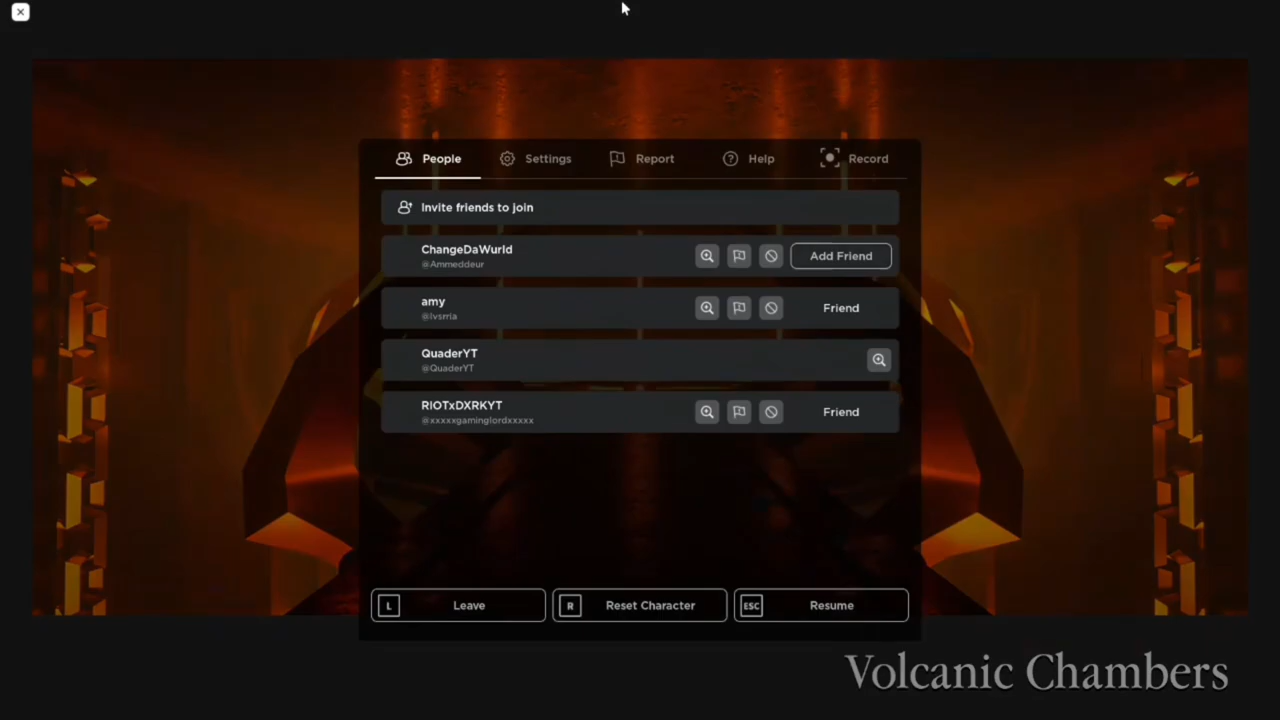 People
Settings
Report
Help
Record
Invite friends to join
ChangeDaWurld
@Ammeddeur
Add Friend
amy
@lvsrria
Friend
QuaderYT
@QuaderYT
RIOTxDXRKYT
@xxxxxgaminglordxxxxx
Friend
L
Leave
R
Reset Character
ESC
Resume
Volcanic Chambers